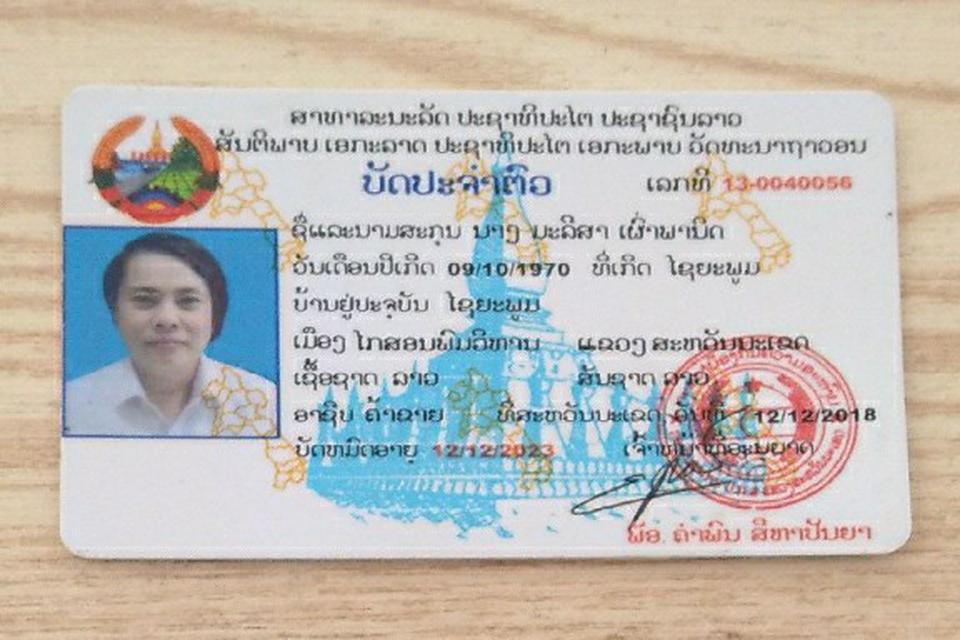 ສາທາລະນະລັດ ປະຊາທິປະໄຕ ປະຊາຊົນລາວ
ສັນຕິພາບ ເອກະລາດ ປະຊາທິປະໄຕ ເອກະພາບ ວັດທະນາຖາວອນ
ບັດປະຈຳຕົວ
ເລກທີ 13-0040056
ຊື່ແລະນາມສະກຸນ ນາງ ມະລິສາ ເຜົ່າພານິດ
ວັນເດືອນປີເກີດ 09/10/1970 ທີ່ເກີດ ໄຊຍະພູມ
ບ້ານຢູ່ປະຈຸບັນ ໄຊຍະພູມ
ເມືອງ ໄກສອນພົມວິຫານ ແຂວງ ສະຫວັນນະເຂດ
ເຊື້ອຊາດ ລາວ ສັນຊາດ ລາວ
ອາຊີບ ຄ້າຂາຍ ທີ່ສະຫວັນນະເຂດ ວັນທີ 12/12/2018
ບັດຫມົດອາຍຸ 12/12/2023 ເຈົ້າຫນ້າທີ່ອະນຸຍາດ
ພອ. ຄຳພົນ ສິທາປັນຍາ